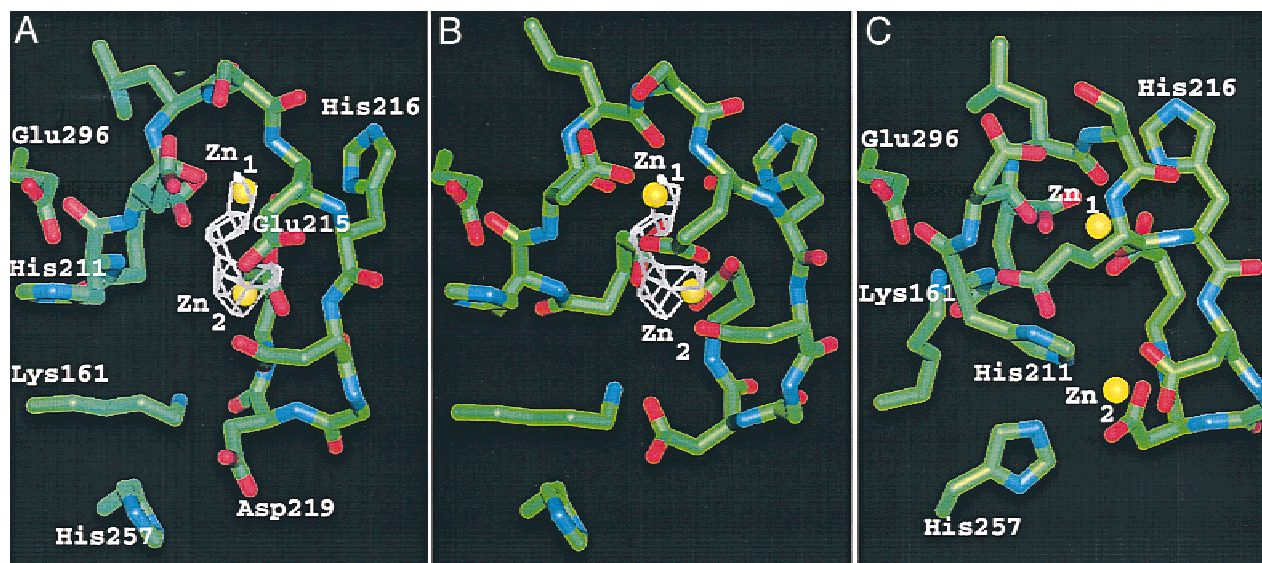 A
His216
Glu296
Zn 1
Glu215
His211
Zn 2
Lys161
Asp219
His257
B
Zn 1
Zn 2
C
His216
Glu296
Zn 1
Lys161
His211
Zn 2
His257